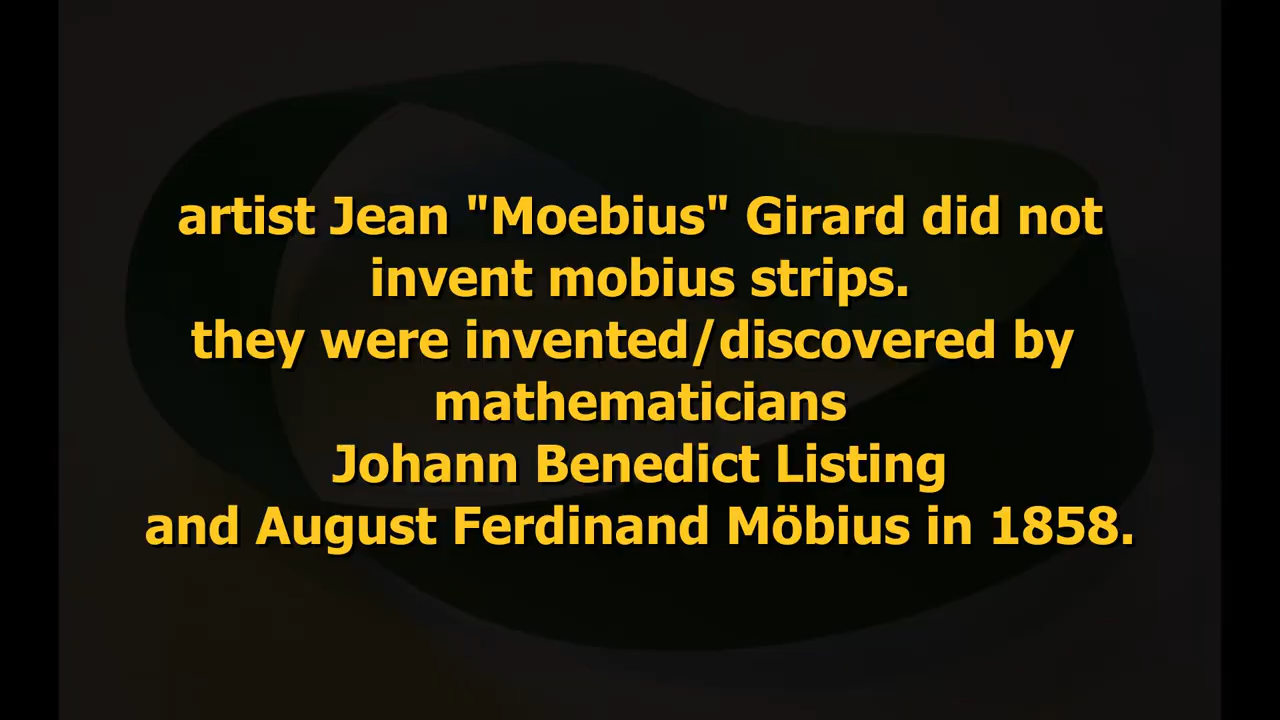 artist Jean "Moebius" Girard did not
invent mobius strips.
they were invented/discovered by
mathematicians
Johann Benedict Listing
and August Ferdinand Möbius in 1858.